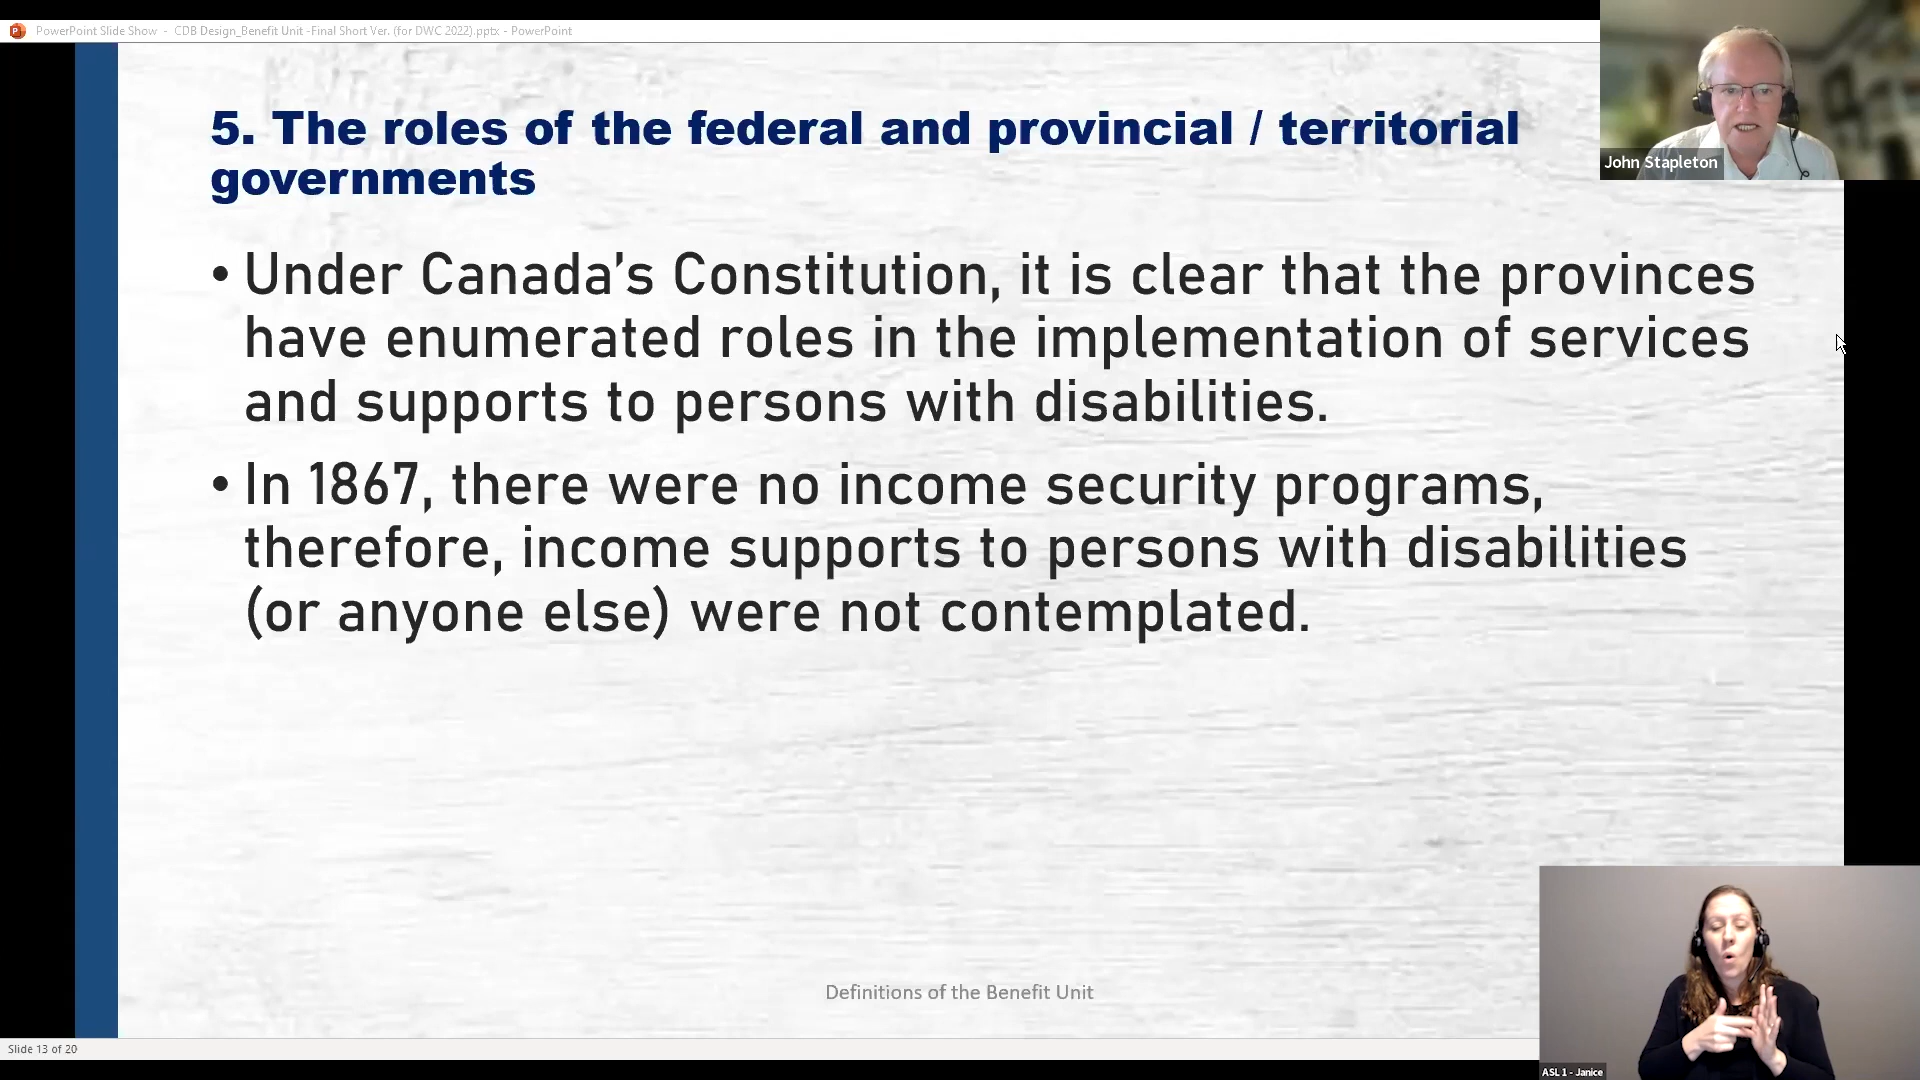 PowerPoint Slide Show - CDB Design_Benefit Unit -Final Short Ver. (for DWC 2022).pptx - PowerPoint
John Stapleton
5. The roles of the federal and provincial / territorial
governments
• Under Canada’s Constitution, it is clear that the provinces
have enumerated roles in the implementation of services
and supports to persons with disabilities.
• In 1867, there were no income security programs,
therefore, income supports to persons with disabilities
(or anyone else) were not contemplated.
Definitions of the Benefit Unit
Slide 13 of 20
ASL 1 - Janice